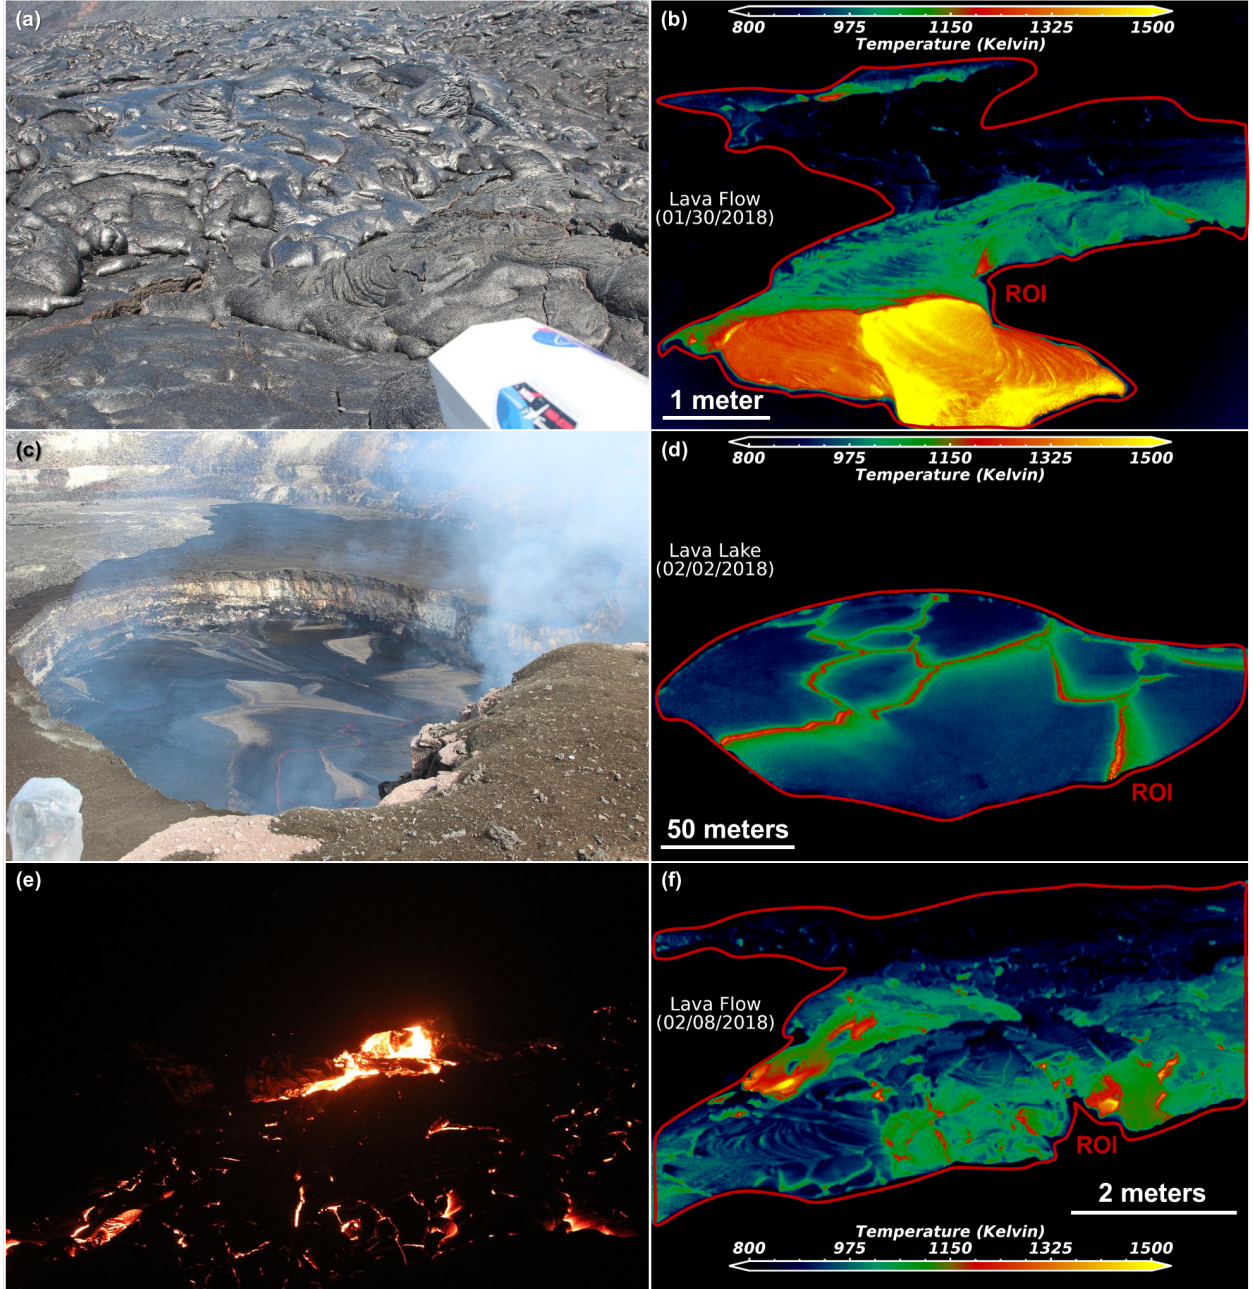 (a)
(b)
800 975 1150 1325 1500
Temperature (Kelvin)
Lava Flow
(01/30/2018)
ROI
1 meter
(c)
(d)
800 975 1150 1325 1500
Temperature (Kelvin)
Lava Lake
(02/02/2018)
ROI
50 meters
(e)
(f)
Lava Flow
(02/08/2018)
ROI
2 meters
Temperature (Kelvin)
800 975 1150 1325 1500